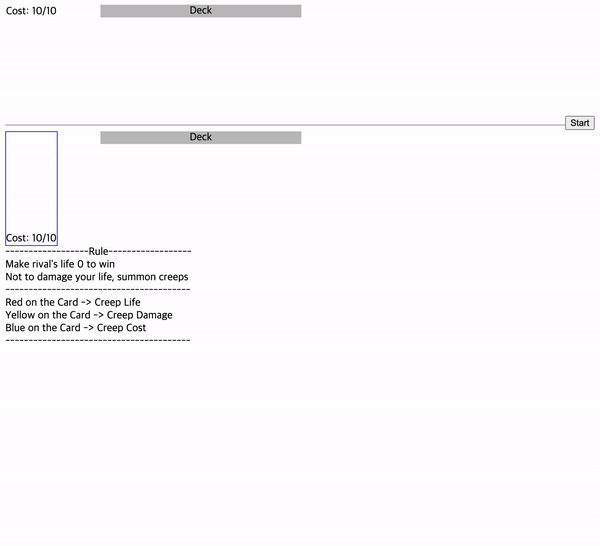 Cost: 10/10
Deck
Start
Deck
Cost: 10/10
------------------Rule------------------
Make rival's life 0 to win
Not to damage your life, summon creeps
----------------------------------------
Red on the Card -> Creep Life
Yellow on the Card -> Creep Damage
Blue on the Card -> Creep Cost
----------------------------------------